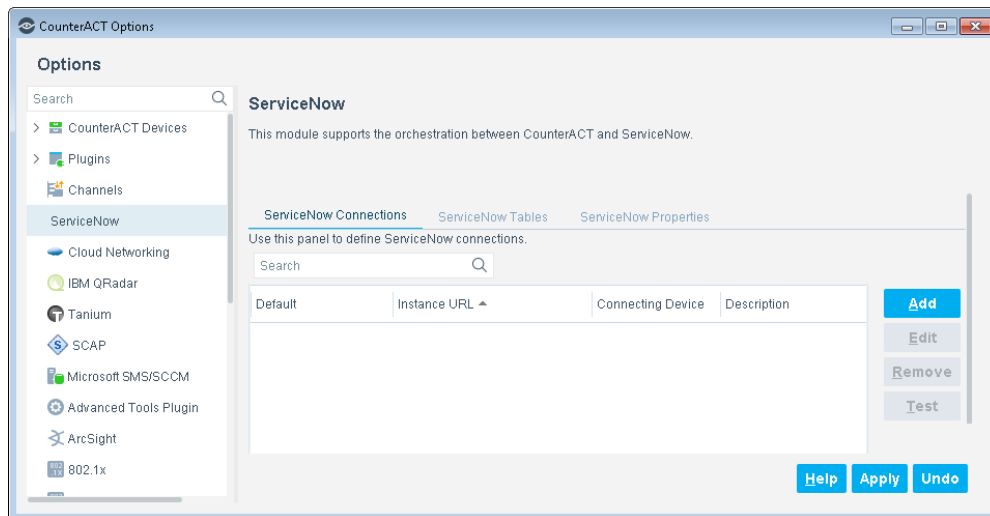 CounterACT Options
Options
Search
CounterACT Devices
Plugins
Channels
ServiceNow
Cloud Networking
IBM QRadar
Tanium
SCAP
Microsoft SMS/SCCM
Advanced Tools Plugin
ArcSight
802.1x
ServiceNow
This module supports the orchestration between CounterACT and ServiceNow.
ServiceNow Connections ServiceNow Tables ServiceNow Properties
Use this panel to define ServiceNow connections.
Search
Default Instance URL Connecting Device Description
Add
Edit
Remove
Test
Help Apply Undo